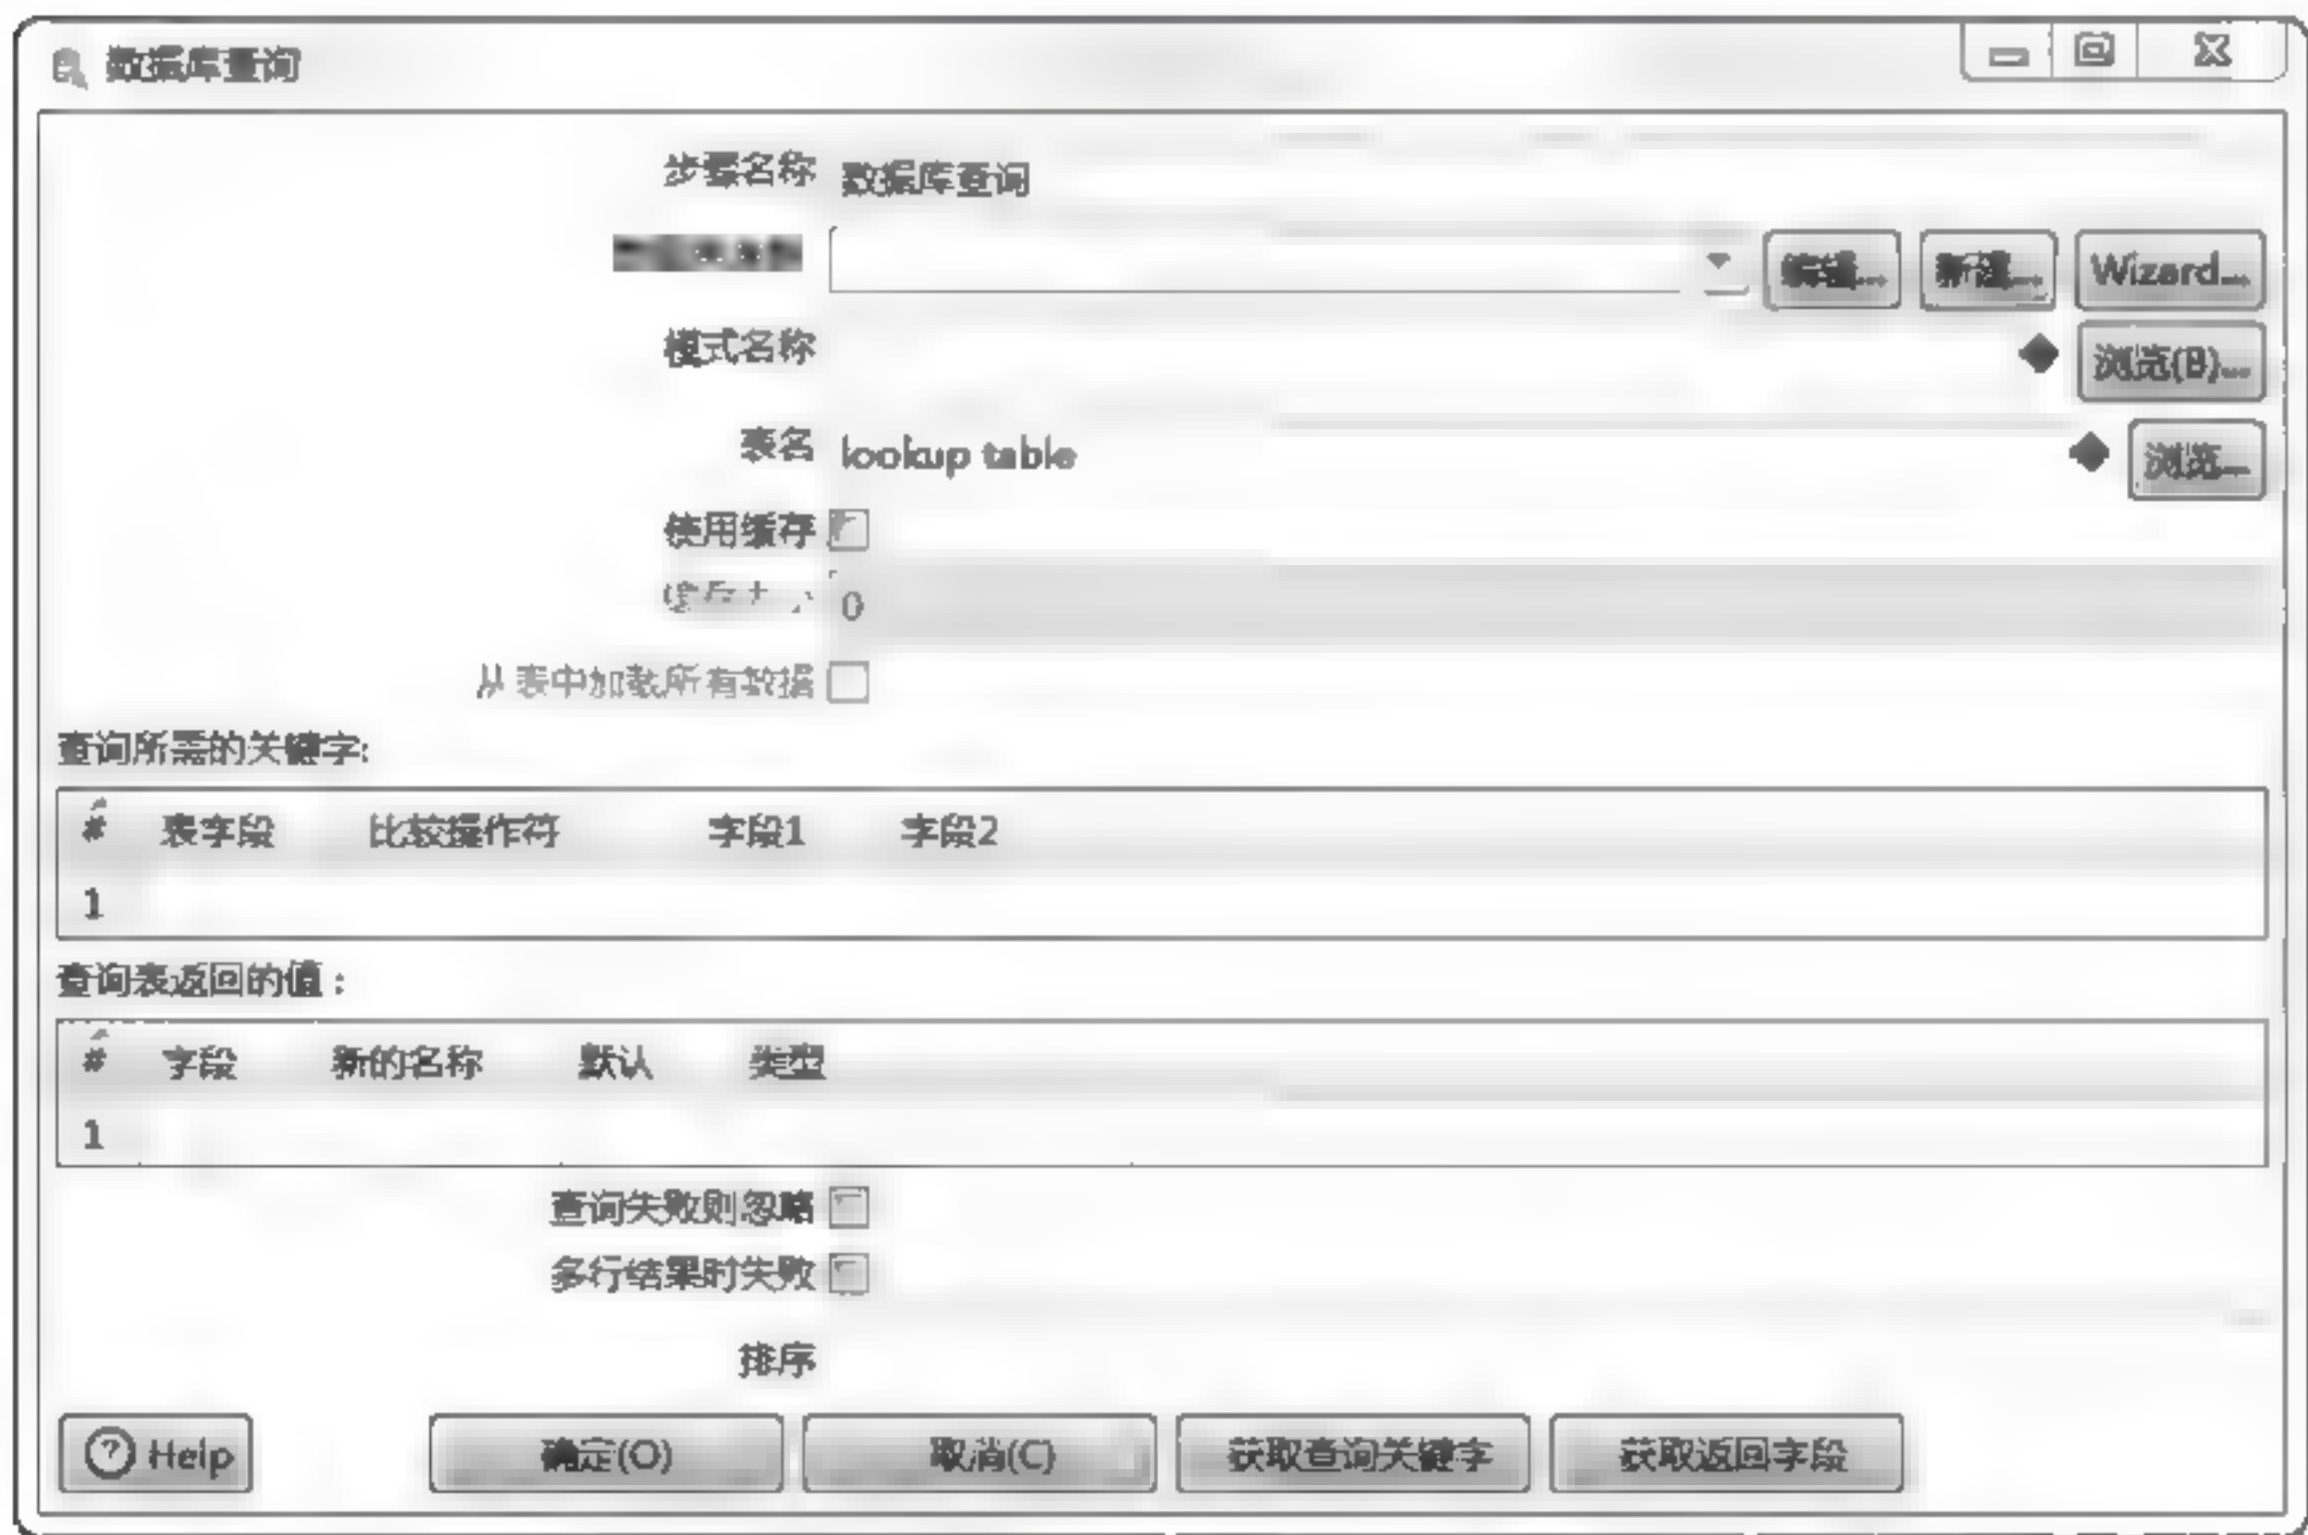 数据库查询
步骤名称 数据库查询
编辑... 新建... Wizard...
模式名称 浏览(B)...
表名 lookup table 浏览...
使用缓存
缓存大小 0
从表中加载所有数据
查询所需的关键字:
# 表字段 比较操作符 字段1 字段2
1
查询表返回的值：
# 字段 新的名称 默认 类型
1
查询失败则忽略
多行结果时失败
排序
Help 确定(O) 取消(C) 获取查询关键字 获取返回字段